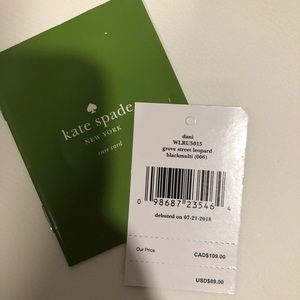 kate spade
NEW YORK
care card
dani
WLRU5015
grove street leopard
blackmulti (006)
0 98687 23546 4
debuted on 07-21-2018
Our Price
CAD$109.00
USD$89.00